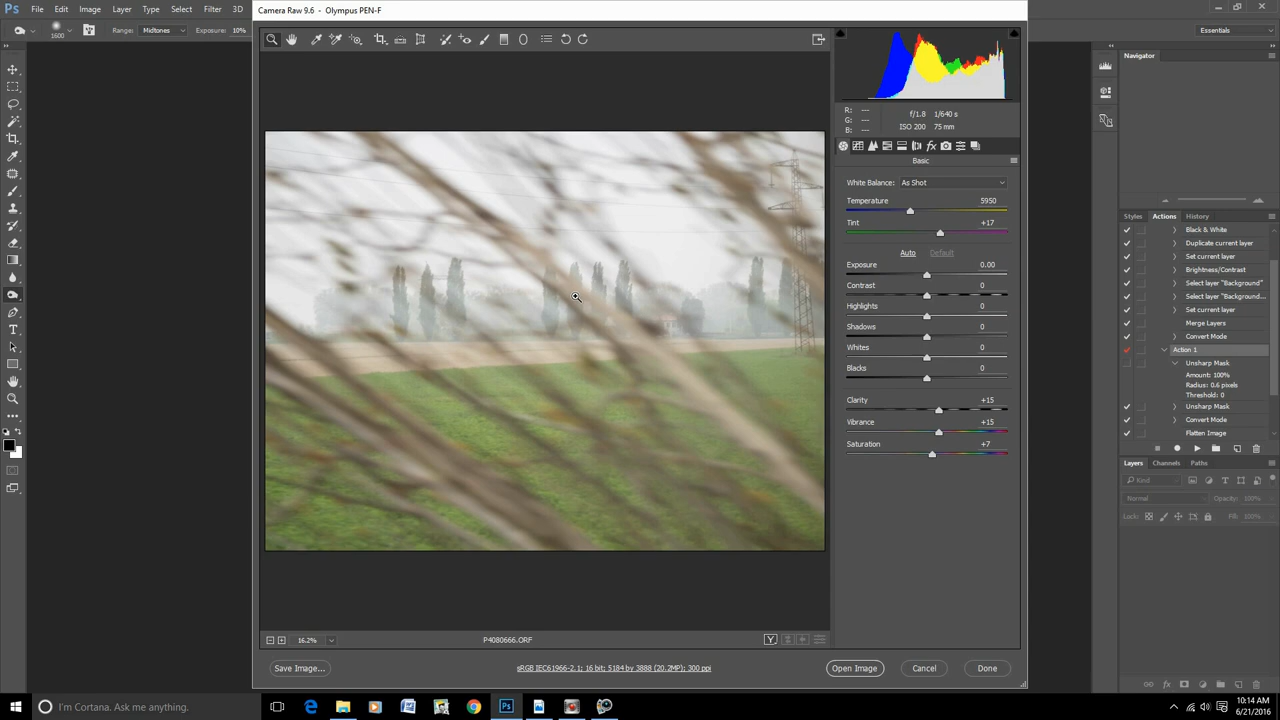 Camera Raw 9.6 - Olympus PEN-F
Ps File Edit Image Layer Type Select Filter 3D
1600 Range: Midtones Exposure: 10% Essentials
Navigator
R: ---
G: ---
B: ---
f/1.8 1/640 s
ISO 200 75 mm
Basic
White Balance: As Shot
Temperature 5950
Tint +17
Auto Default
Exposure 0.00
Contrast 0
Highlights 0
Shadows 0
Whites 0
Blacks 0
Clarity +15
Vibrance +15
Saturation +7
Styles Actions History
Black & White
Duplicate current layer
Set current layer
Brightness/Contrast
Select layer "Background"
Select layer "Background...
Set current layer
Merge Layers
Convert Mode
Action 1
Unsharp Mask
Amount: 100%
Radius: 0.6 pixels
Threshold: 0
Unsharp Mask
Convert Mode
Flatten Image
Layers Channels Paths
Kind
Normal Opacity: 100%
Lock: Fill: 100%
16.2% P4080666.ORF Y
Save Image... sRGB IEC61966-2.1; 16 bit; 5184 by 3888 (20.2MP); 300 ppi Open Image Cancel Done
I'm Cortana. Ask me anything.
10:14 AM
6/21/2016